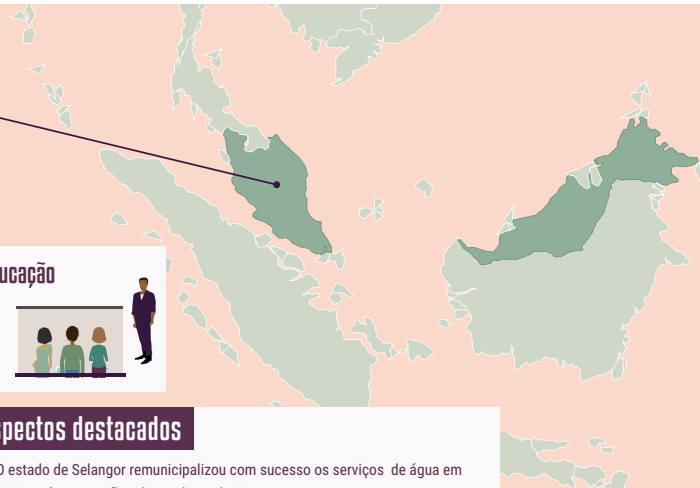 ucação
spectos destacados
O estado de Selangor remunicipalizou com sucesso os serviços de água em